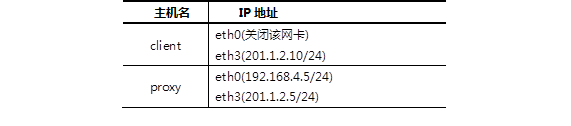 主机名 IP 地址
client eth0(关闭该网卡)
eth3(201.1.2.10/24)
proxy eth0(192.168.4.5/24)
eth3(201.1.2.5/24)